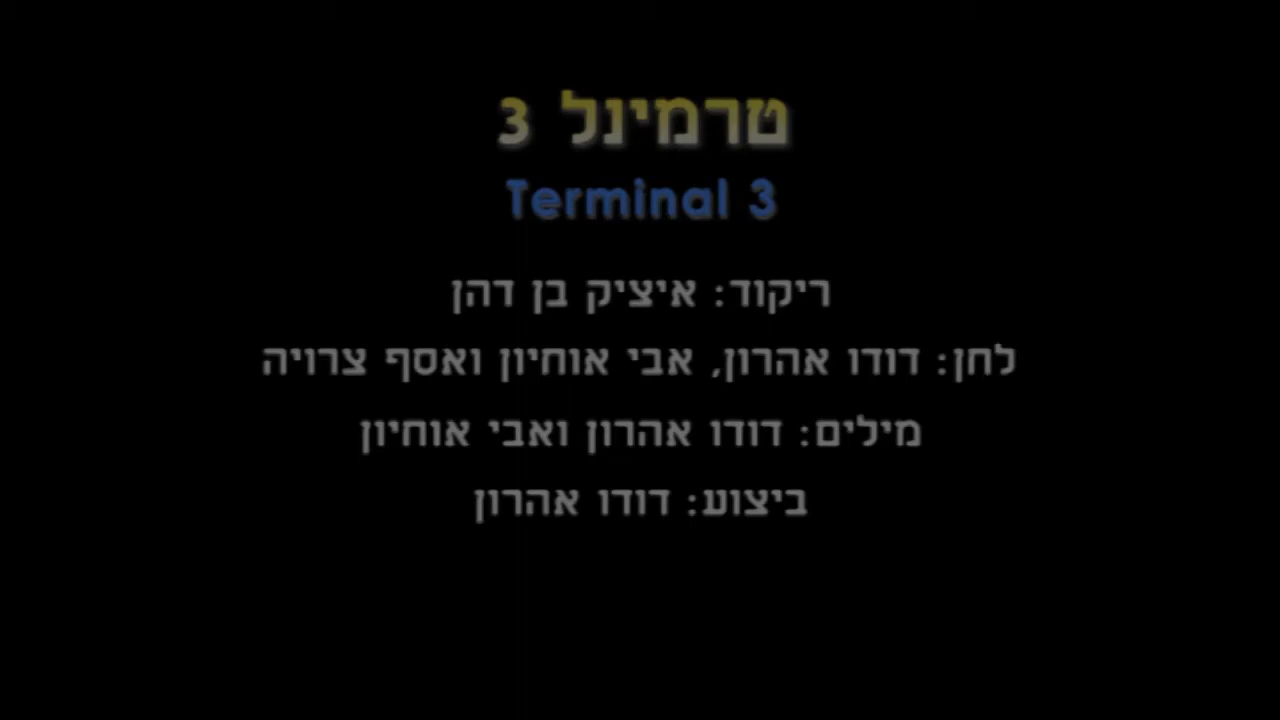 טרמינל 3
Terminal 3
ריקוד: איציק בן דהן
לחן: דודו אהרון, אבי אוחיון ואסף צרויה
מילים: דודו אהרון ואבי אוחיון
ביצוע: דודו אהרון